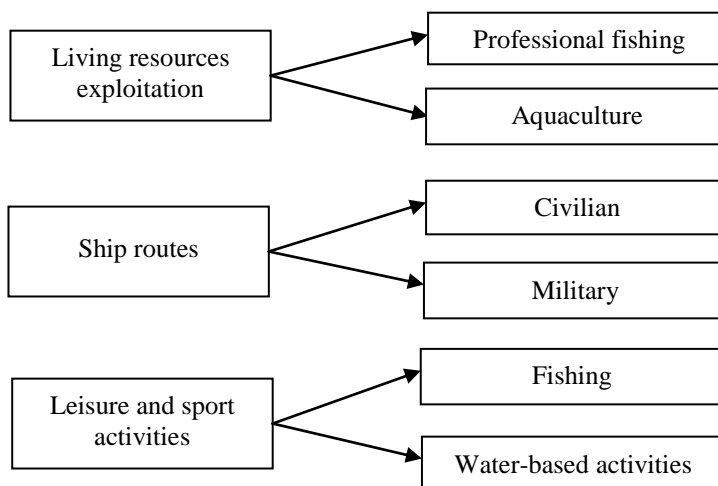 Living resources
exploitation
Professional fishing
Aquaculture
Ship routes
Civilian
Military
Leisure and sport
activities
Fishing
Water-based activities